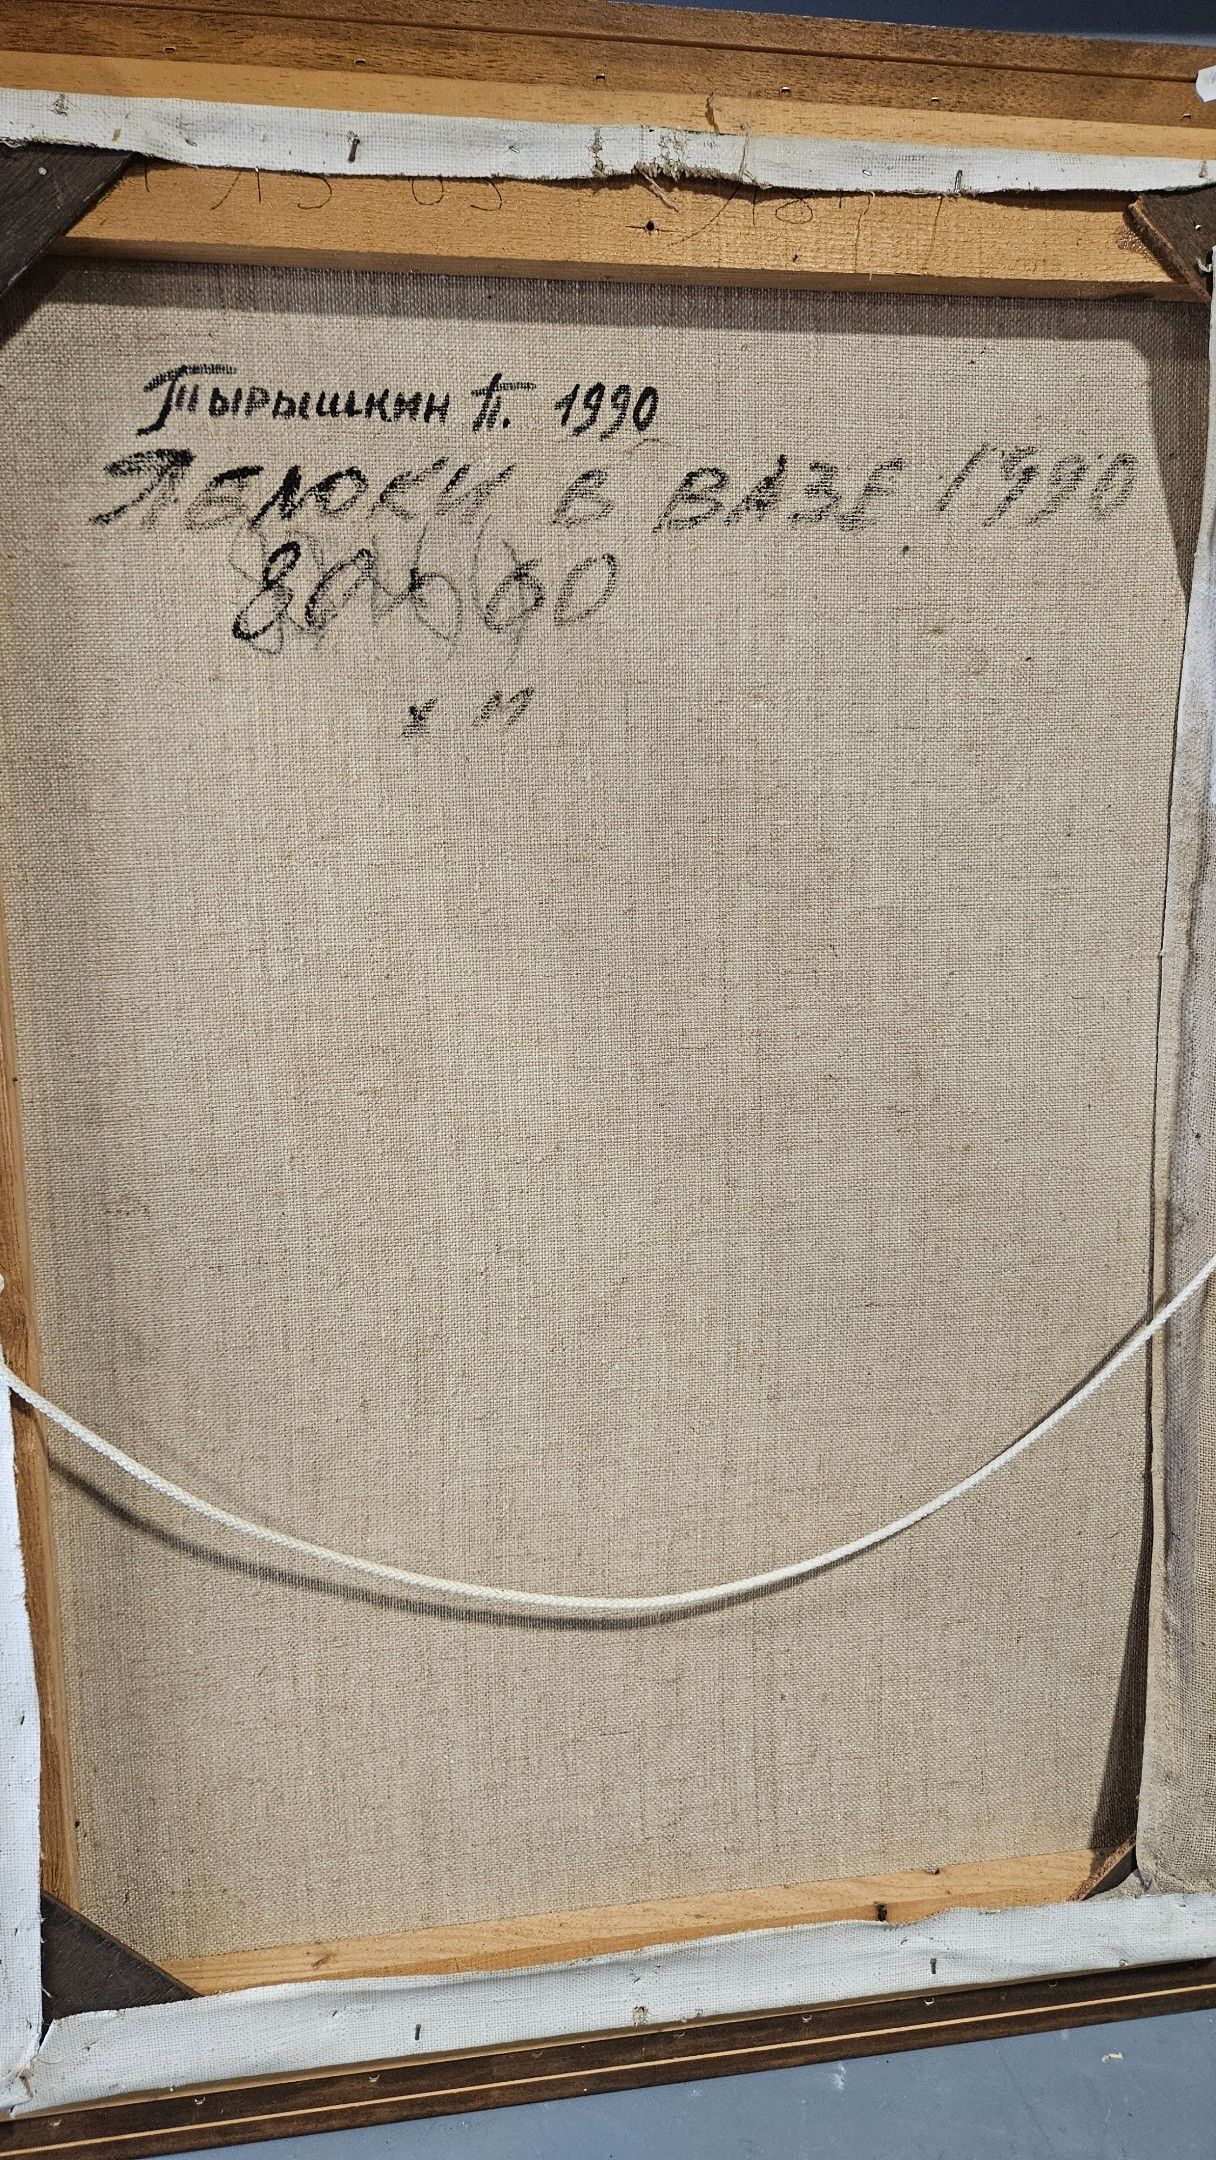 Тырышкин П. 1990
ЯБЛОКИ В ВАЗЕ 1990
80х60
х м